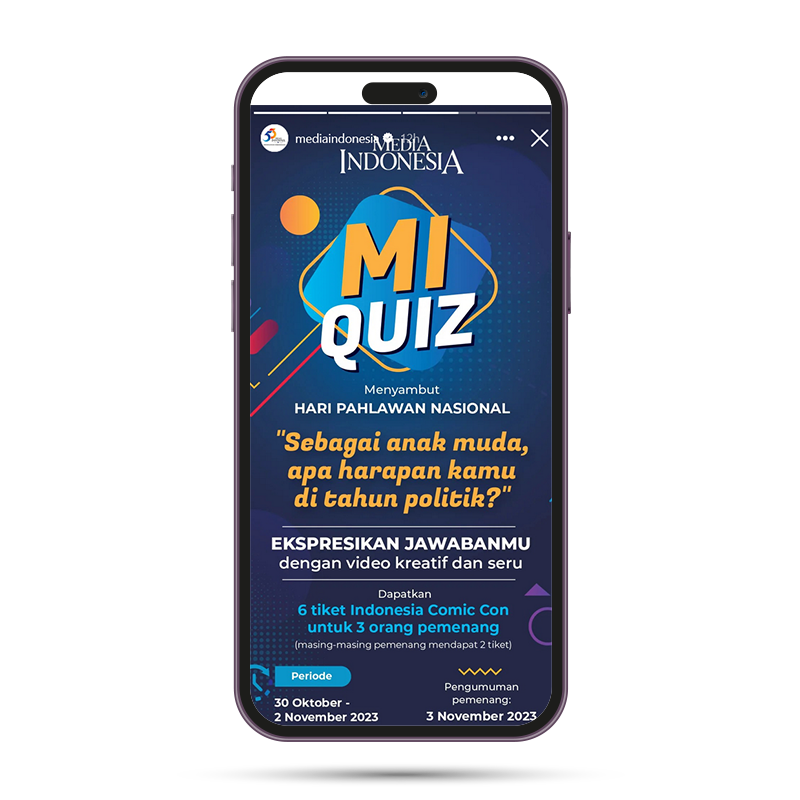 mediaindonesia 12h
MEDIA
INDONESIA
MI
QUIZ
Menyambut
HARI PAHLAWAN NASIONAL
"Sebagai anak muda,
apa harapan kamu
di tahun politik?"
EKSPRESIKAN JAWABANMU
dengan video kreatif dan seru
Dapatkan
6 tiket Indonesia Comic Con
untuk 3 orang pemenang
(masing-masing pemenang mendapat 2 tiket)
Periode
30 Oktober -
2 November 2023
Pengumuman
pemenang:
3 November 2023